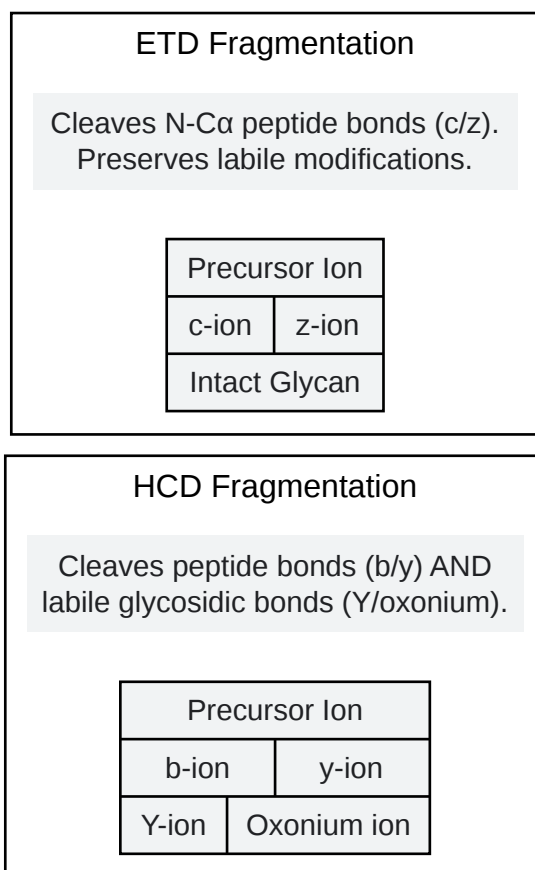 ETD Fragmentation
Cleaves N-Cα peptide bonds (c/z).
Preserves labile modifications.
Precursor Ion
c-ion
z-ion
Intact Glycan
HCD Fragmentation
Cleaves peptide bonds (b/y) AND
labile glycosidic bonds (Y/oxonium).
Precursor Ion
b-ion
y-ion
Y-ion
Oxonium ion